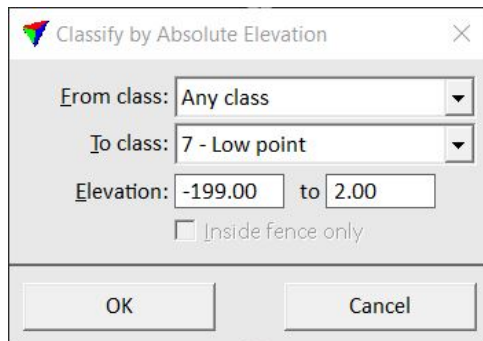 Classify by Absolute Elevation
From class: Any class
To class: 7 - Low point
Elevation: -199.00 to 2.00
Inside fence only
OK Cancel